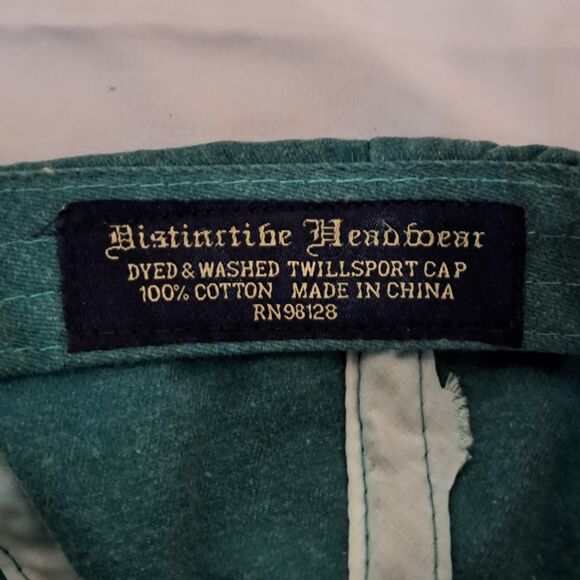 Distinctive Headwear
DYED & WASHED TWILLSPORT CAP
100% COTTON MADE IN CHINA
RN98128